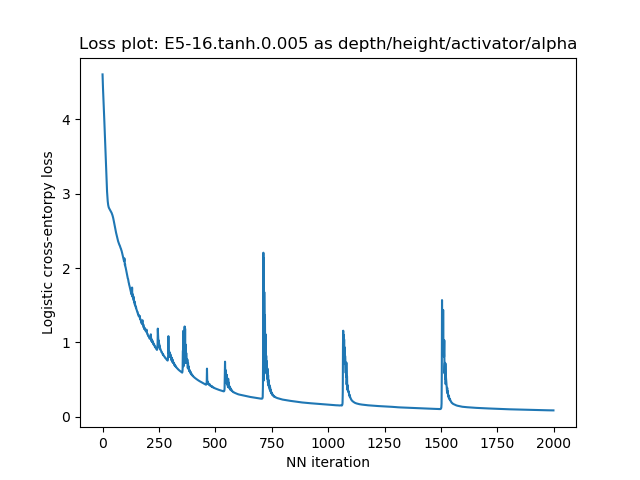 Loss plot: E5-16.tanh.0.005 as depth/height/activator/alpha
Logistic cross-entorpy loss
4
3
2
1
0
0 250 500 750 1000 1250 1500 1750 2000
NN iteration